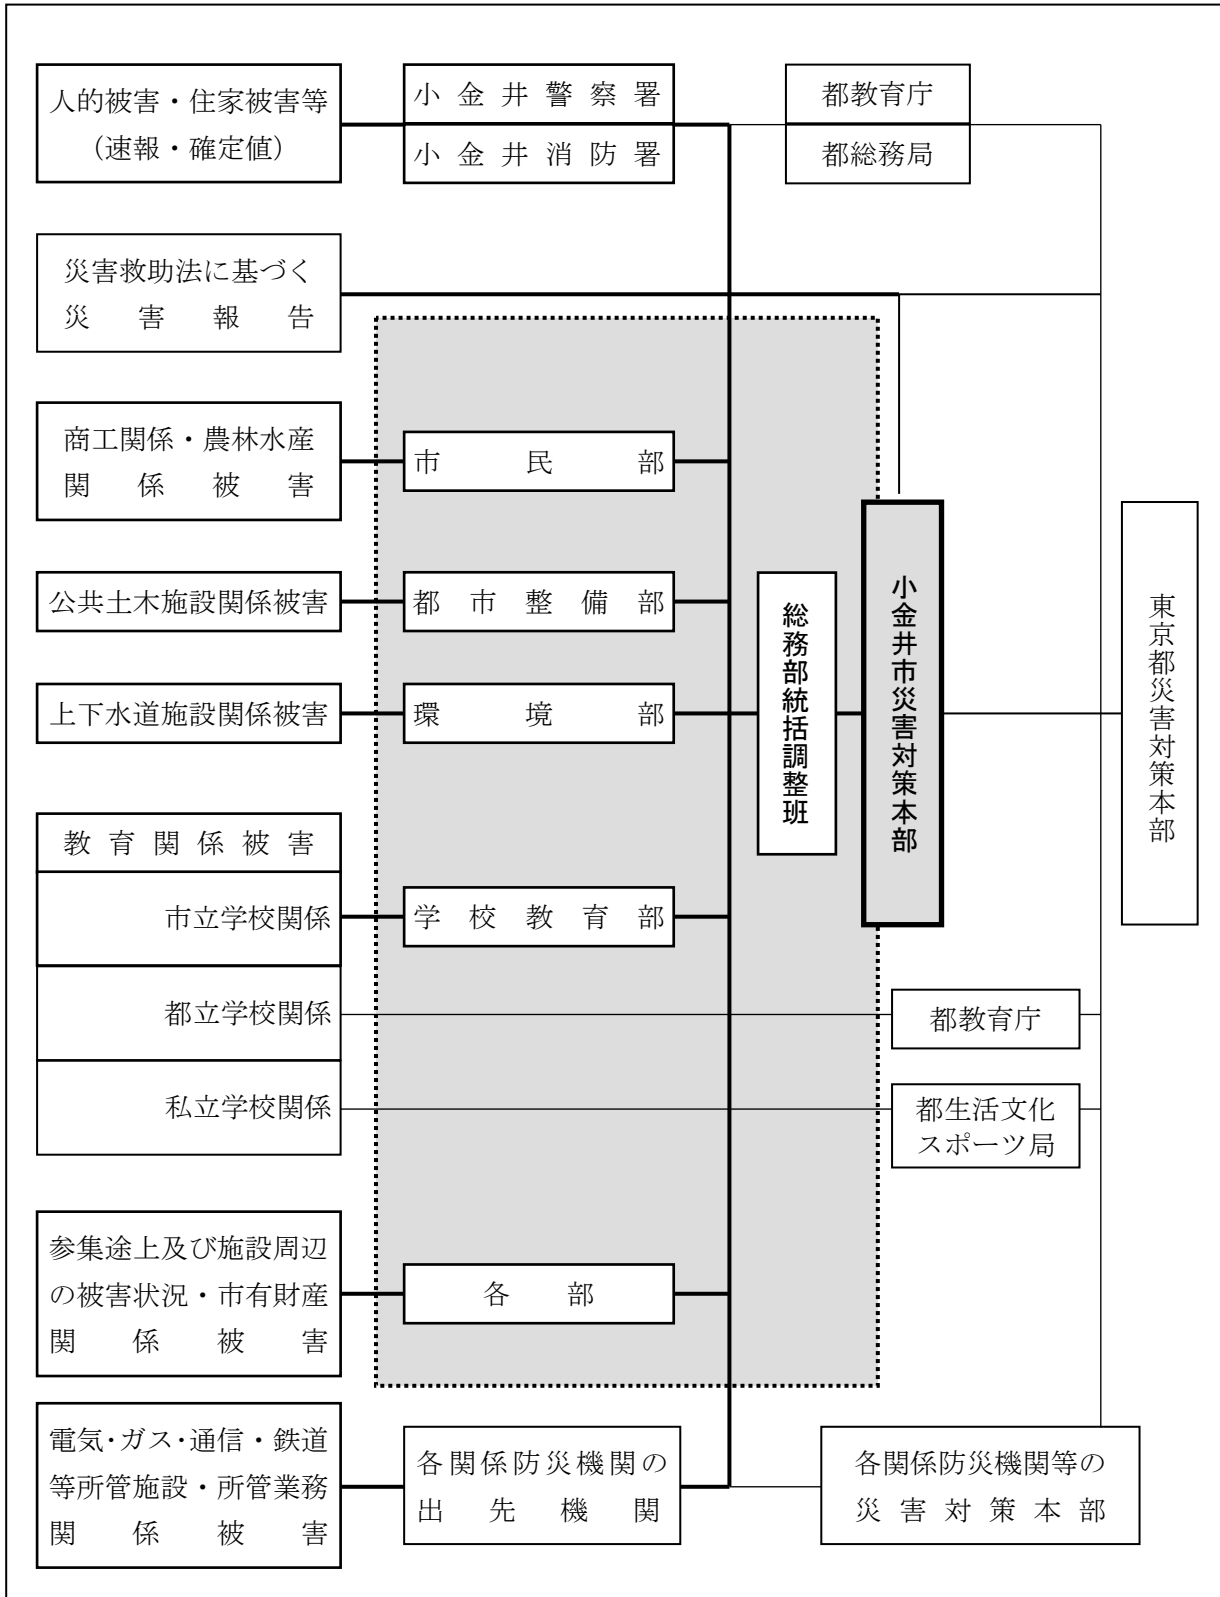 人的被害・住家被害等
（速報・確定値）
小金井警察署
小金井消防署
都教育庁
都総務局
災害救助法に基づく
災害報告
商工関係・農林水産
関係被害
市民部
公共土木施設関係被害
都市整備部
上下水道施設関係被害
環境部
総務部統括調整班
小金井市災害対策本部
東京都災害対策本部
教育関係被害
市立学校関係
学校教育部
都立学校関係
都教育庁
私立学校関係
都生活文化
スポーツ局
参集途上及び施設周辺
の被害状況・市有財産
関係被害
各部
電気・ガス・通信・鉄道
等所管施設・所管業務
関係被害
各関係防災機関の
出先機関
各関係防災機関等の
災害対策本部